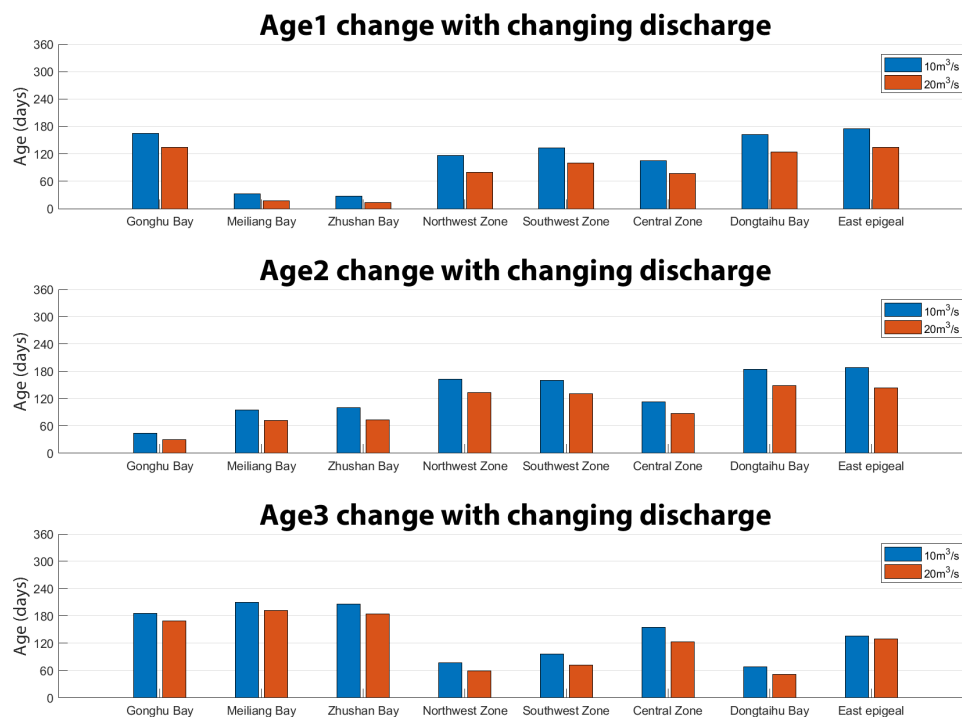 Age1 change with changing discharge
360
300
240
180
120
60
0
Age (days)
10m³/s
20m³/s
Gonghu Bay Meiliang Bay Zhushan Bay Northwest Zone Southwest Zone Central Zone Dongtaihu Bay East epigeal
Age2 change with changing discharge
360
300
240
180
120
60
0
Age (days)
10m³/s
20m³/s
Gonghu Bay Meiliang Bay Zhushan Bay Northwest Zone Southwest Zone Central Zone Dongtaihu Bay East epigeal
Age3 change with changing discharge
360
300
240
180
120
60
0
Age (days)
10m³/s
20m³/s
Gonghu Bay Meiliang Bay Zhushan Bay Northwest Zone Southwest Zone Central Zone Dongtaihu Bay East epigeal